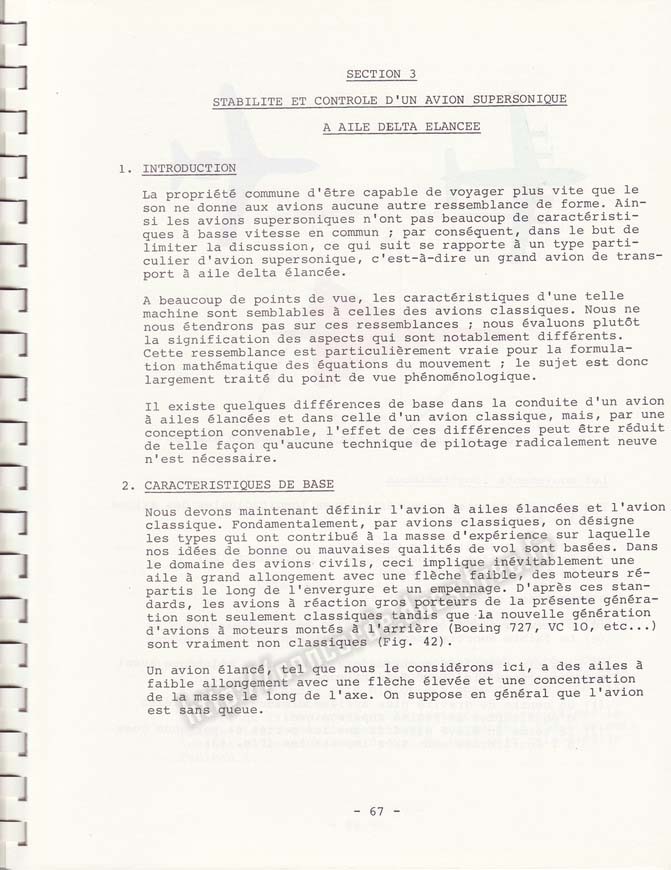 SECTION 3
STABILITE ET CONTROLE D'UN AVION SUPERSONIQUE
A AILE DELTA ELANCEE
1. INTRODUCTION
La propriété commune d'être capable de voyager plus vite que le
son ne donne aux avions aucune autre ressemblance de forme. Ain-
si les avions supersoniques n'ont pas beaucoup de caractéristi-
ques à basse vitesse en commun ; par conséquent, dans le but de
limiter la discussion, ce qui suit se rapporte à un type parti-
culier d'avion supersonique, c'est-à-dire un grand avion de trans-
port à aile delta élancée.
A beaucoup de points de vue, les caractéristiques d'une telle
machine sont semblables à celles des avions classiques. Nous ne
nous étendrons pas sur ces ressemblances ; nous évaluons plutôt
la signification des aspects qui sont notablement différents.
Cette ressemblance est particulièrement vraie pour la formula-
tion mathématique des équations du mouvement ; le sujet est donc
largement traité du point de vue phénoménologique.
Il existe quelques différences de base dans la conduite d'un avion
à ailes élancées et dans celle d'un avion classique, mais, par une
conception convenable, l'effet de ces différences peut être réduit
de telle façon qu'aucune technique de pilotage radicalement neuve
n'est nécessaire.
2. CARACTERISTIQUES DE BASE
Nous devons maintenant définir l'avion à ailes élancées et l'avion
classique. Fondamentalement, par avions classiques, on désigne
les types qui ont contribué à la masse d'expérience sur laquelle
nos idées de bonne ou mauvaises qualités de vol sont basées. Dans
le domaine des avions civils, ceci implique inévitablement une
aile à grand allongement avec une flèche faible, des moteurs ré-
partis le long de l'envergure et un empennage. D'après ces stan-
dards, les avions à réaction gros porteurs de la présente généra-
tion sont seulement classiques tandis que la nouvelle génération
d'avions à moteurs montés à l'arrière (Boeing 727, VC 10, etc...)
sont vraiment non classiques (Fig. 42).
Un avion élancé, tel que nous le considérons ici, a des ailes à
faible allongement avec une flèche élevée et une concentration
de la masse le long de l'axe. On suppose en général que l'avion
est sans queue.
- 67 -